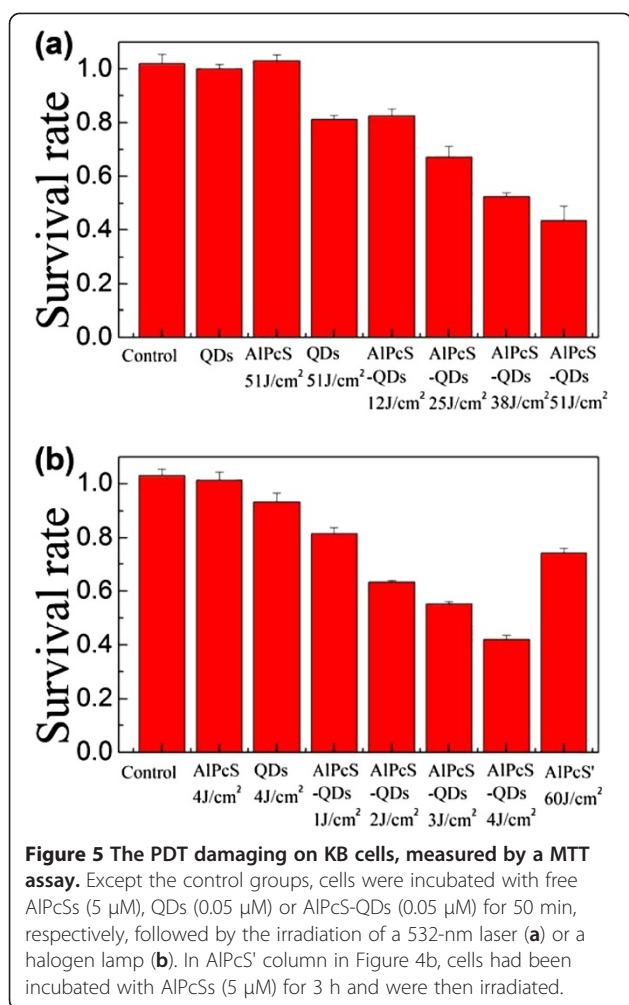 (a)
Survival rate
1.0
0.8
0.6
0.4
0.2
0.0
Control QDs AlPcS QDs AlPcS AlPcS AlPcS AlPcS
51J/cm² 51J/cm² -QDs -QDs -QDs -QDs
12J/cm² 25J/cm² 38J/cm² 51J/cm²
(b)
Survival rate
1.0
0.8
0.6
0.4
0.2
0.0
Control AlPcS QDs AlPcS AlPcS AlPcS AlPcS AlPcS'
4J/cm² 4J/cm² -QDs -QDs -QDs -QDs 60J/cm²
1J/cm² 2J/cm² 3J/cm² 4J/cm²
Figure 5 The PDT damaging on KB cells, measured by a MTT
assay. Except the control groups, cells were incubated with free
AlPcSs (5 μM), QDs (0.05 μM) or AlPcS-QDs (0.05 μM) for 50 min,
respectively, followed by the irradiation of a 532-nm laser (a) or a
halogen lamp (b). In AlPcS' column in Figure 4b, cells had been
incubated with AlPcSs (5 μM) for 3 h and were then irradiated.